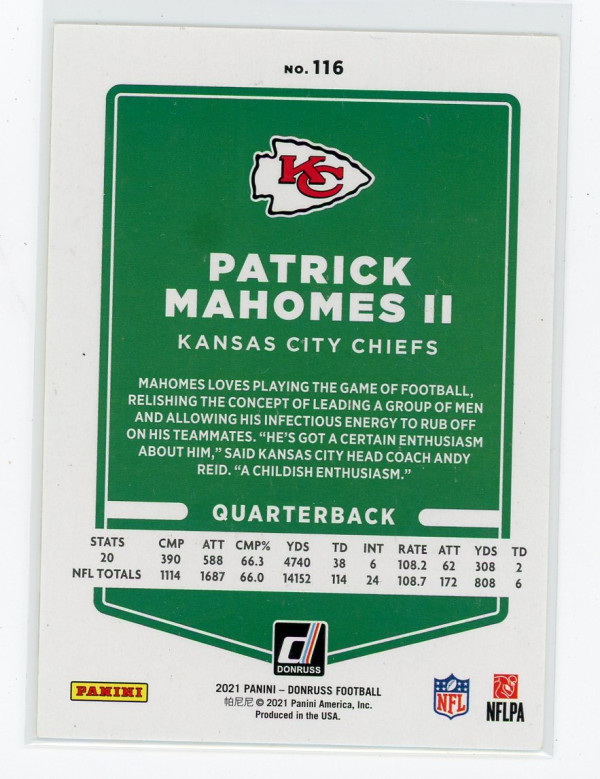 NO. 116
KC
PATRICK
MAHOMES II
KANSAS CITY CHIEFS
MAHOMES LOVES PLAYING THE GAME OF FOOTBALL,
RELISHING THE CONCEPT OF LEADING A GROUP OF MEN
AND ALLOWING HIS INFECTIOUS ENERGY TO RUB OFF
ON HIS TEAMMATES. “HE’S GOT A CERTAIN ENTHUSIASM
ABOUT HIM,” SAID KANSAS CITY HEAD COACH ANDY
REID. “A CHILDISH ENTHUSIASM.”
QUARTERBACK
STATS CMP ATT CMP% YDS TD INT RATE ATT YDS TD
20 390 588 66.3 4740 38 6 108.2 62 308 2
NFL TOTALS 1114 1687 66.0 14152 114 24 108.7 172 808 6
DONRUSS
PANINI
2021 PANINI – DONRUSS FOOTBALL
帕尼尼 © 2021 Panini America, Inc.
Produced in the USA.
NFL
NFLPA